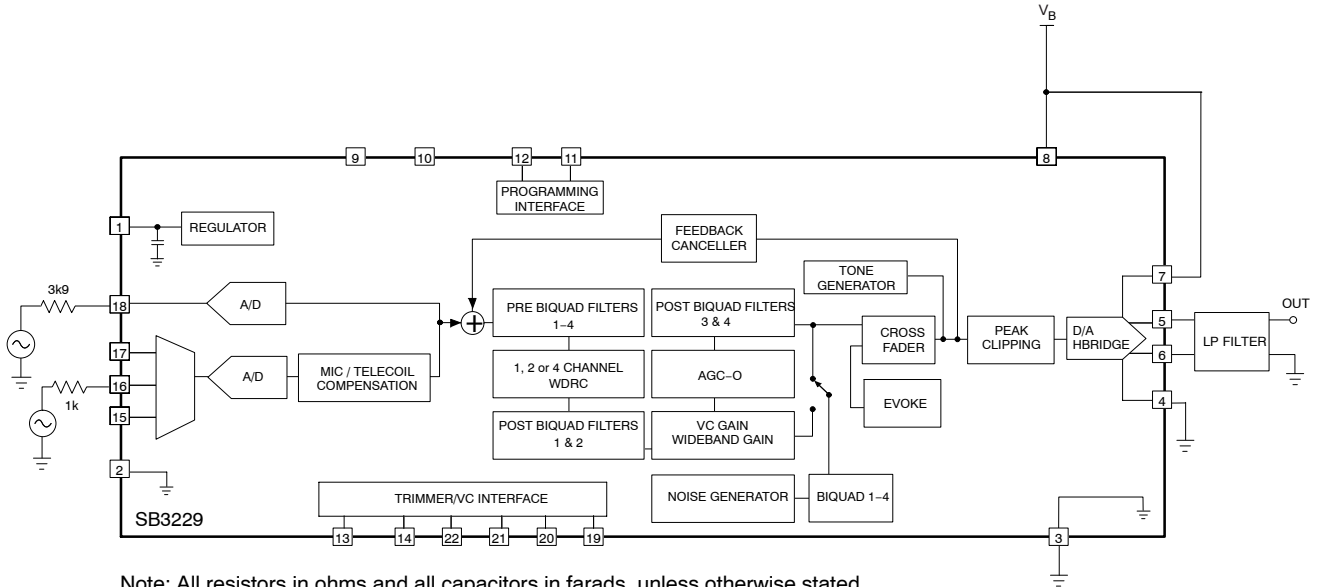 VB
9
10
12
11
8
PROGRAMMING
INTERFACE
1
REGULATOR
FEEDBACK
CANCELLER
TONE
GENERATOR
7
3k9
18
A/D
PRE BIQUAD FILTERS
1–4
POST BIQUAD FILTERS
3 & 4
CROSS
FADER
PEAK
CLIPPING
D/A
HBRIDGE
5
6
LP FILTER
OUT
17
16
15
1k
A/D
MIC / TELECOIL
COMPENSATION
1, 2 or 4 CHANNEL
WDRC
AGC–O
EVOKE
4
POST BIQUAD FILTERS
1 & 2
VC GAIN
WIDEBAND GAIN
2
TRIMMER/VC INTERFACE
NOISE GENERATOR
BIQUAD 1–4
SB3229
13
14
22
21
20
19
3
Note: All resistors in ohms and all capacitors in farads, unless otherwise stated.